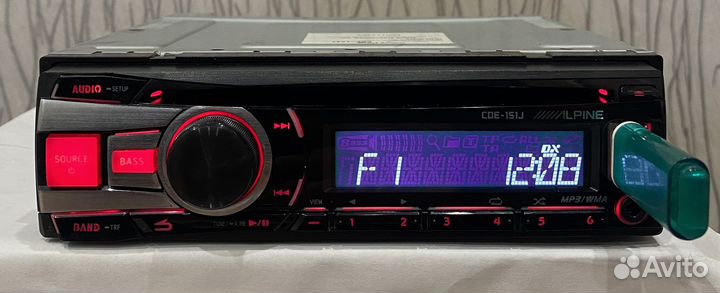 AUDIO •-SETUP
CDE-151J ALPINE
SOURCE
BASS
F1 DX 12:08
VIEW
MP3/WMA
BAND •-TRF
1 2 3 4 5 6
Avito